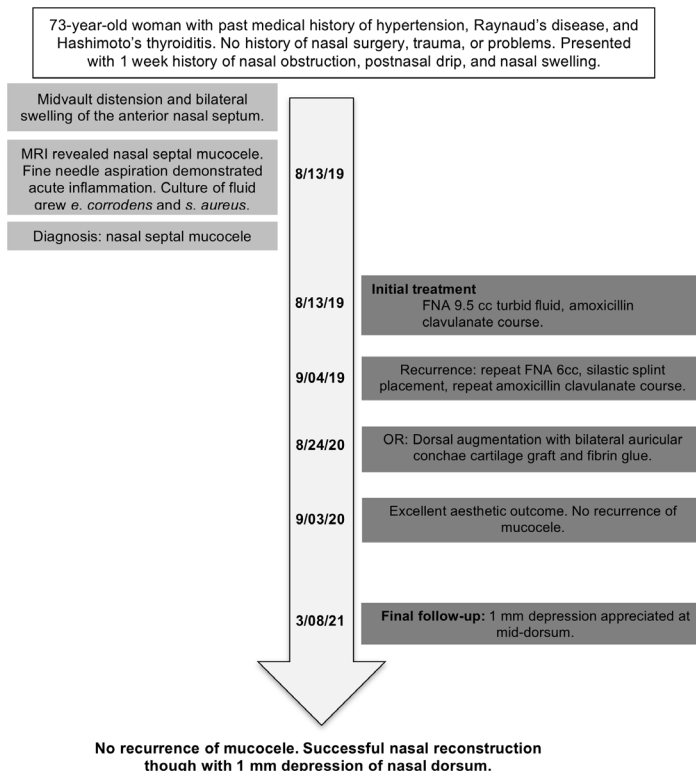 73-year-old woman with past medical history of hypertension, Raynaud's disease, and
Hashimoto's thyroiditis. No history of nasal surgery, trauma, or problems. Presented
with 1 week history of nasal obstruction, postnasal drip, and nasal swelling.
Midvault distension and bilateral
swelling of the anterior nasal septum.
MRI revealed nasal septal mucocele.
Fine needle aspiration demonstrated
acute inflammation. Culture of fluid
grew e. corrodens and s. aureus.
8/13/19
Diagnosis: nasal septal mucocele
8/13/19
Initial treatment
FNA 9.5 cc turbid fluid, amoxicillin
clavulanate course.
9/04/19
Recurrence: repeat FNA 6cc, silastic splint
placement, repeat amoxicillin clavulanate course.
8/24/20
OR: Dorsal augmentation with bilateral auricular
conchae cartilage graft and fibrin glue.
9/03/20
Excellent aesthetic outcome. No recurrence of
mucocele.
3/08/21
Final follow-up: 1 mm depression appreciated at
mid-dorsum.
No recurrence of mucocele. Successful nasal reconstruction
though with 1 mm depression of nasal dorsum.